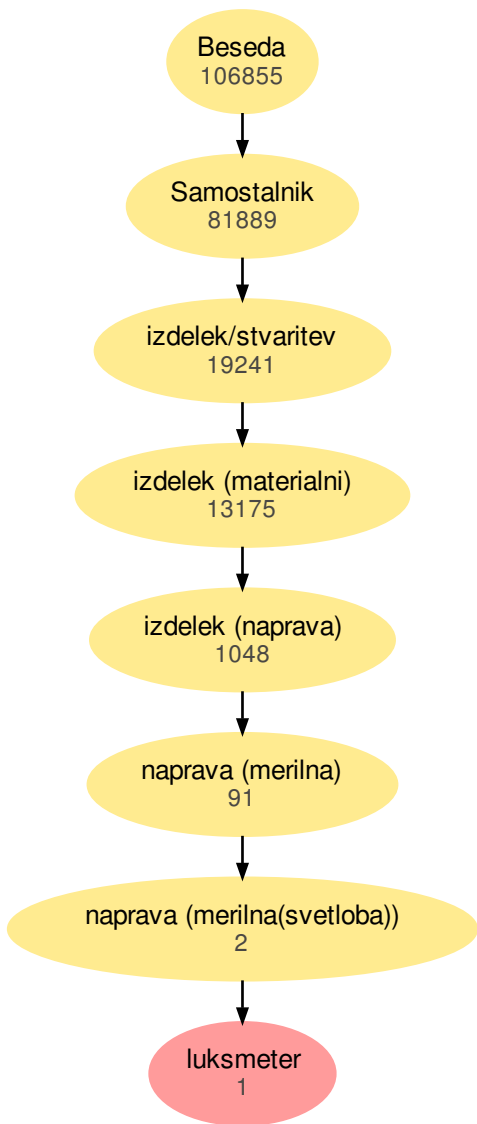 Beseda
106855
Samostalnik
81889
izdelek/stvaritev
19241
izdelek (materialni)
13175
izdelek (naprava)
1048
naprava (merilna)
91
naprava (merilna(svetloba))
2
luksmeter
1